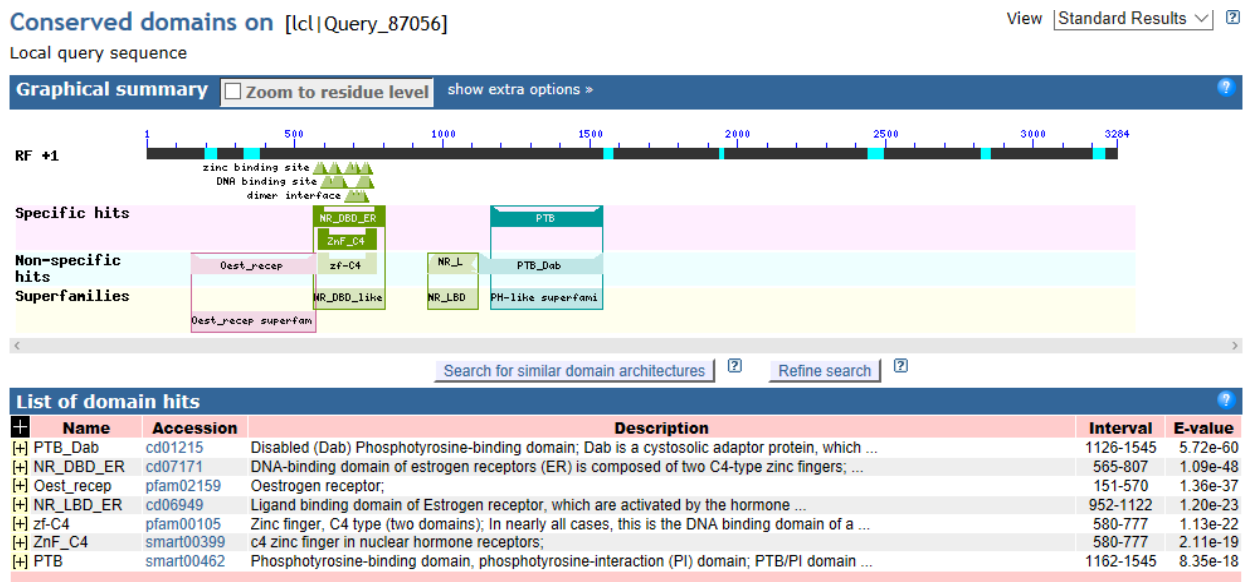 Conserved domains on [lcl|Query_87056]
View Standard Results ?
Local query sequence
Graphical summary Zoom to residue level show extra options » ?
1 500 1000 1500 2000 2500 3000 3284
RF +1
zinc binding site
DNA binding site
dimer interface
Specific hits NR_DBD_ER PTB
ZnF_C4
Non-specific hits Oest_recep zf-C4 NR_L PTB_Dab
Superfamilies NR_DBD_like NR_LBD PH-like superfami
Oest_recep superfam
< >
Search for similar domain architectures ? Refine search ?
List of domain hits ?
+ Name Accession Description Interval E-value
[+] PTB_Dab cd01215 Disabled (Dab) Phosphotyrosine-binding domain; Dab is a cystosolic adaptor protein, which ... 1126-1545 5.72e-60
[+] NR_DBD_ER cd07171 DNA-binding domain of estrogen receptors (ER) is composed of two C4-type zinc fingers; ... 565-807 1.09e-48
[+] Oest_recep pfam02159 Oestrogen receptor; 151-570 1.36e-37
[+] NR_LBD_ER cd06949 Ligand binding domain of Estrogen receptor, which are activated by the hormone ... 952-1122 1.20e-23
[+] zf-C4 pfam00105 Zinc finger, C4 type (two domains); In nearly all cases, this is the DNA binding domain of a ... 580-777 1.13e-22
[+] ZnF_C4 smart00399 c4 zinc finger in nuclear hormone receptors; 580-777 2.11e-19
[+] PTB smart00462 Phosphotyrosine-binding domain, phosphotyrosine-interaction (PI) domain; PTB/PI domain ... 1162-1545 8.35e-18